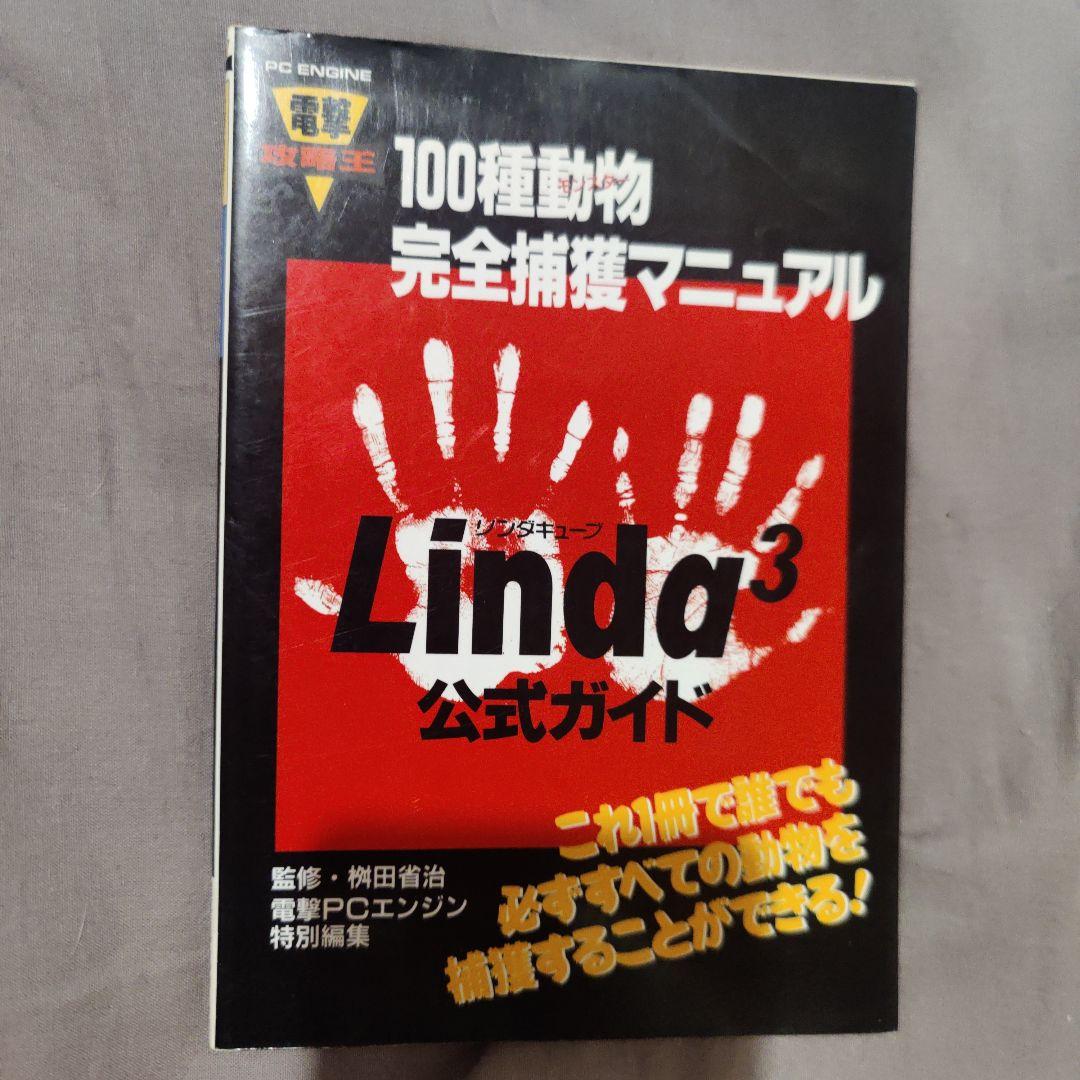 PC ENGINE
電撃
攻略王
100種動物
モンスター
完全捕獲マニュアル
リンダキューブ
Linda³
公式ガイド
これ1冊で誰でも
必ずすべての動物を
捕獲することができる!
監修・桝田省治
電撃PCエンジン
特別編集